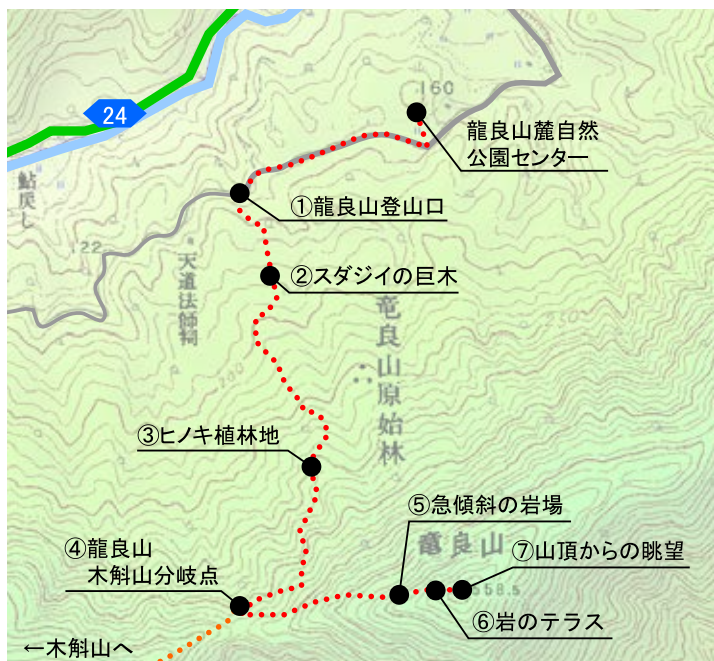 24
160
龍良山麓自然
公園センター
鮎戻し
①龍良山登山口
122
天道法師祠
②スダジイの巨木
竜良山原始林
200
③ヒノキ植林地
⑤急傾斜の岩場
竜良山
④龍良山
木斛山分岐点
⑦山頂からの眺望
558.5
⑥岩のテラス
←木斛山へ